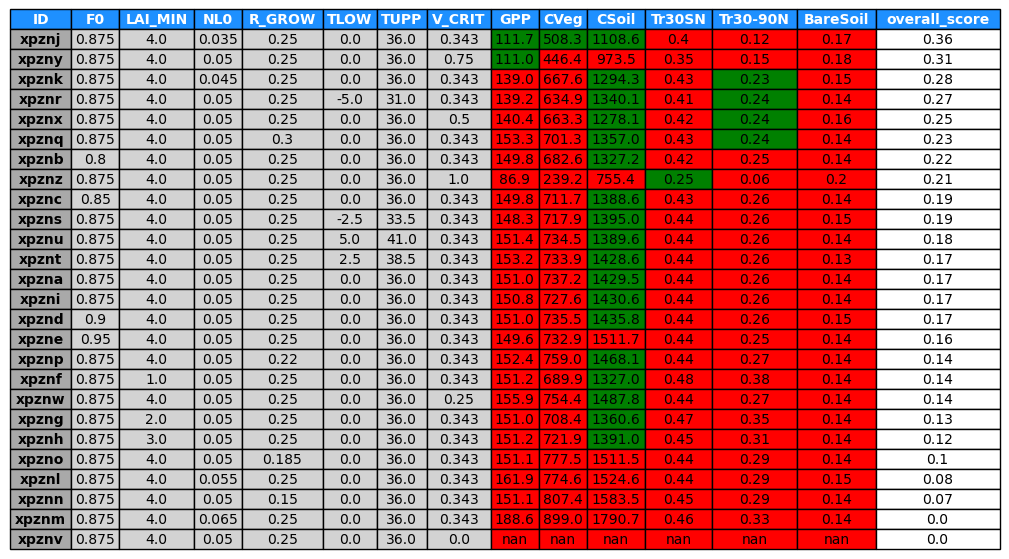 ID F0 LAI_MIN NL0 R_GROW TLOW TUPP V_CRIT GPP CVeg CSoil Tr30SN Tr30-90N BareSoil overall_score
xpznj 0.875 4.0 0.035 0.25 0.0 36.0 0.343 111.7 508.3 1108.6 0.4 0.12 0.17 0.36
xpzny 0.875 4.0 0.05 0.25 0.0 36.0 0.75 111.0 446.4 973.5 0.35 0.15 0.18 0.31
xpznk 0.875 4.0 0.045 0.25 0.0 36.0 0.343 139.0 667.6 1294.3 0.43 0.23 0.15 0.28
xpznr 0.875 4.0 0.05 0.25 -5.0 31.0 0.343 139.2 634.9 1340.1 0.41 0.24 0.14 0.27
xpznx 0.875 4.0 0.05 0.25 0.0 36.0 0.5 140.4 663.3 1278.1 0.42 0.24 0.16 0.25
xpznq 0.875 4.0 0.05 0.3 0.0 36.0 0.343 153.3 701.3 1357.0 0.43 0.24 0.14 0.23
xpznb 0.8 4.0 0.05 0.25 0.0 36.0 0.343 149.8 682.6 1327.2 0.42 0.25 0.14 0.22
xpznz 0.875 4.0 0.05 0.25 0.0 36.0 1.0 86.9 239.2 755.4 0.25 0.06 0.2 0.21
xpznc 0.85 4.0 0.05 0.25 0.0 36.0 0.343 149.8 711.7 1388.6 0.43 0.26 0.14 0.19
xpzns 0.875 4.0 0.05 0.25 -2.5 33.5 0.343 148.3 717.9 1395.0 0.44 0.26 0.15 0.19
xpznu 0.875 4.0 0.05 0.25 5.0 41.0 0.343 151.4 734.5 1389.6 0.44 0.26 0.14 0.18
xpznt 0.875 4.0 0.05 0.25 2.5 38.5 0.343 153.2 733.9 1428.6 0.44 0.26 0.13 0.17
xpzna 0.875 4.0 0.05 0.25 0.0 36.0 0.343 151.0 737.2 1429.5 0.44 0.26 0.14 0.17
xpzni 0.875 4.0 0.05 0.25 0.0 36.0 0.343 150.8 727.6 1430.6 0.44 0.26 0.14 0.17
xpznd 0.9 4.0 0.05 0.25 0.0 36.0 0.343 151.0 735.5 1435.8 0.44 0.26 0.15 0.17
xpzne 0.95 4.0 0.05 0.25 0.0 36.0 0.343 149.6 732.9 1511.7 0.44 0.25 0.14 0.16
xpznp 0.875 4.0 0.05 0.22 0.0 36.0 0.343 152.4 759.0 1468.1 0.44 0.27 0.14 0.14
xpznf 0.875 1.0 0.05 0.25 0.0 36.0 0.343 151.2 689.9 1327.0 0.48 0.38 0.14 0.14
xpznw 0.875 4.0 0.05 0.25 0.0 36.0 0.25 155.9 754.4 1487.8 0.44 0.27 0.14 0.14
xpzng 0.875 2.0 0.05 0.25 0.0 36.0 0.343 151.0 708.4 1360.6 0.47 0.35 0.14 0.13
xpznh 0.875 3.0 0.05 0.25 0.0 36.0 0.343 151.2 721.9 1391.0 0.45 0.31 0.14 0.12
xpzno 0.875 4.0 0.05 0.185 0.0 36.0 0.343 151.1 777.5 1511.5 0.44 0.29 0.14 0.1
xpznl 0.875 4.0 0.055 0.25 0.0 36.0 0.343 161.9 774.6 1524.6 0.44 0.29 0.15 0.08
xpznn 0.875 4.0 0.05 0.15 0.0 36.0 0.343 151.1 807.4 1583.5 0.45 0.29 0.14 0.07
xpznm 0.875 4.0 0.065 0.25 0.0 36.0 0.343 188.6 899.0 1790.7 0.46 0.33 0.14 0.0
xpznv 0.875 4.0 0.05 0.25 0.0 36.0 0.0 nan nan nan nan nan nan 0.0